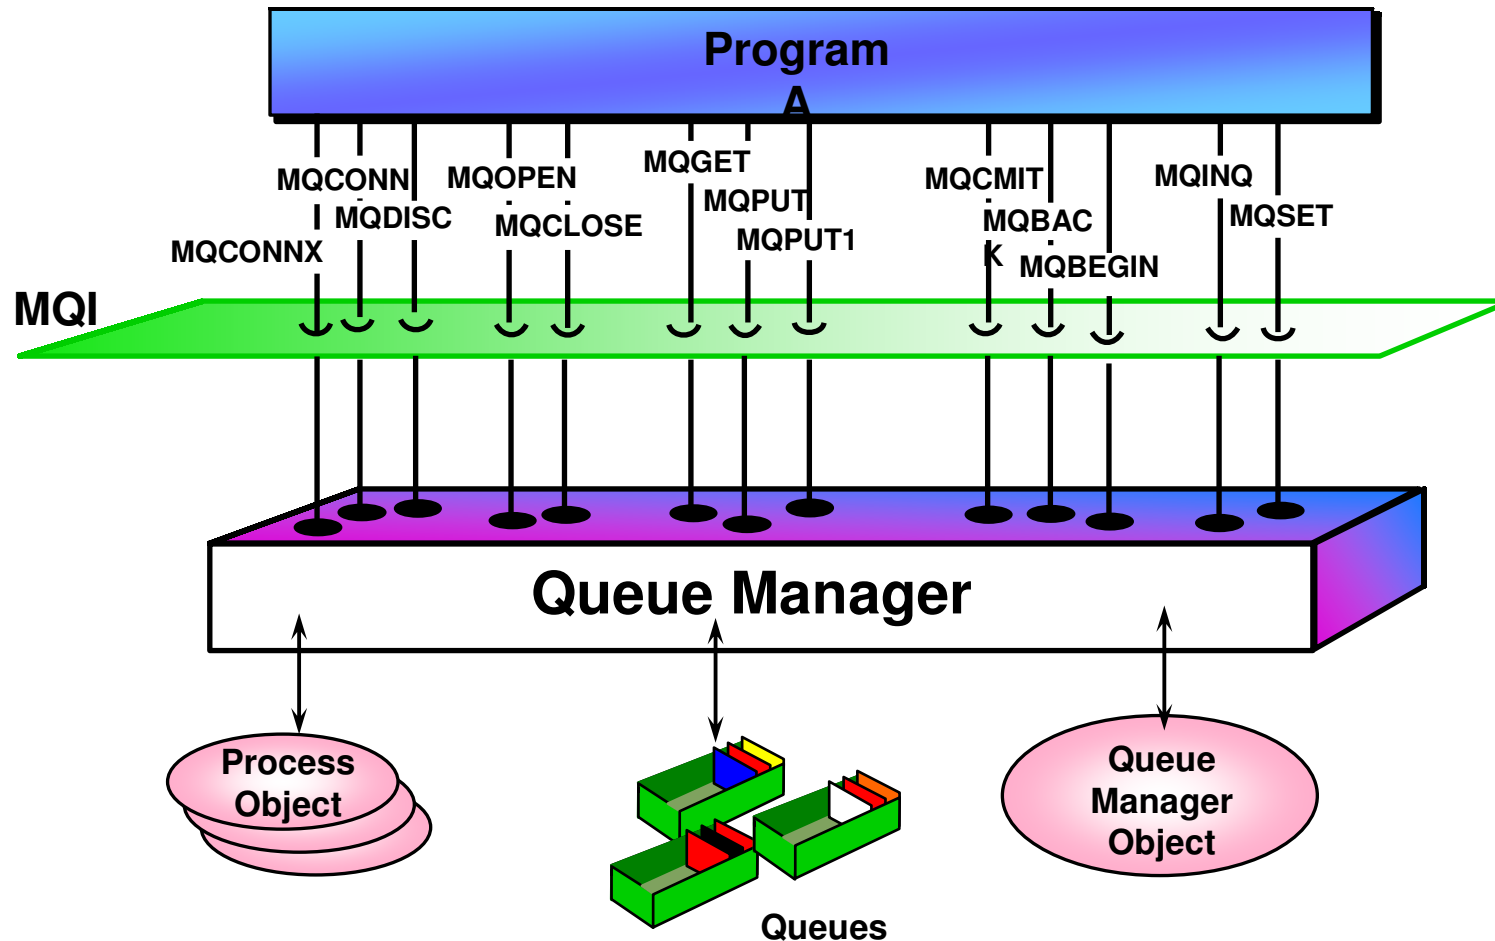 Program
A
MQCONN
MQDISC
MQCONNX
MQOPEN
MQCLOSE
MQGET
MQPUT
MQPUT1
MQCMIT
MQBAC
K
MQBEGIN
MQINQ
MQSET
MQI
Queue Manager
Process
Object
Queues
Queue
Manager
Object